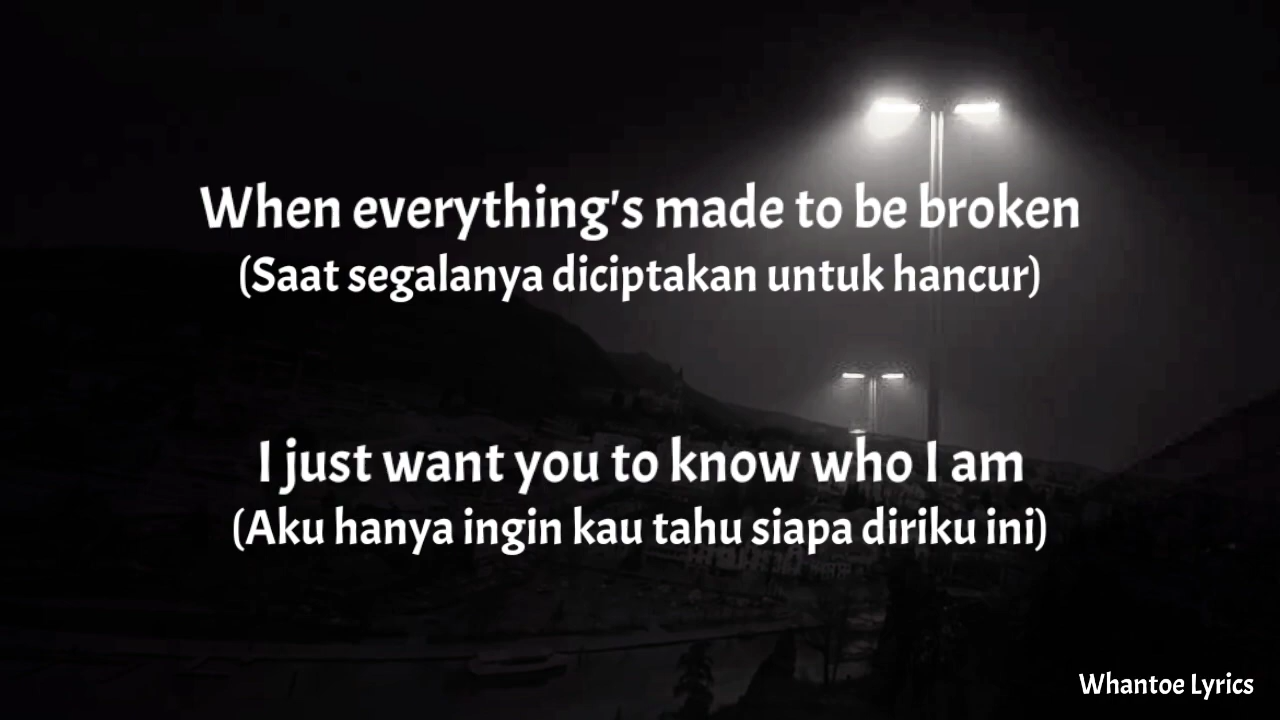 When everything's made to be broken
(Saat segalanya diciptakan untuk hancur)
I just want you to know who I am
(Aku hanya ingin kau tahu siapa diriku ini)
Whantoe Lyrics